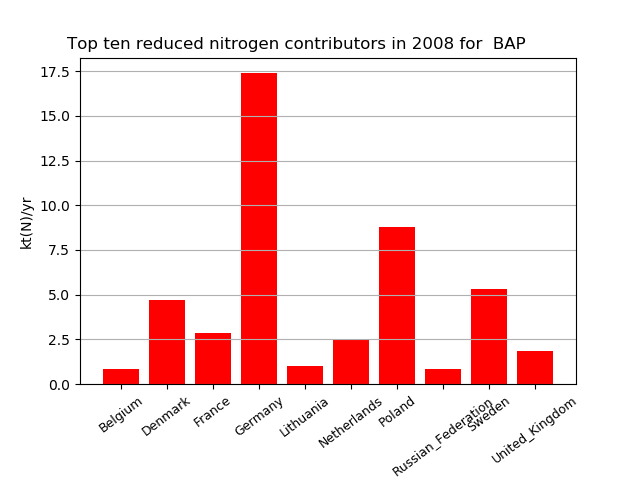 Top ten reduced nitrogen contributors in 2008 for  BAP
kt(N)/yr
17.5
15.0
12.5
10.0
7.5
5.0
2.5
0.0
Belgium
Denmark
France
Germany
Lithuania
Netherlands
Poland
Russian_Federation
Sweden
United_Kingdom